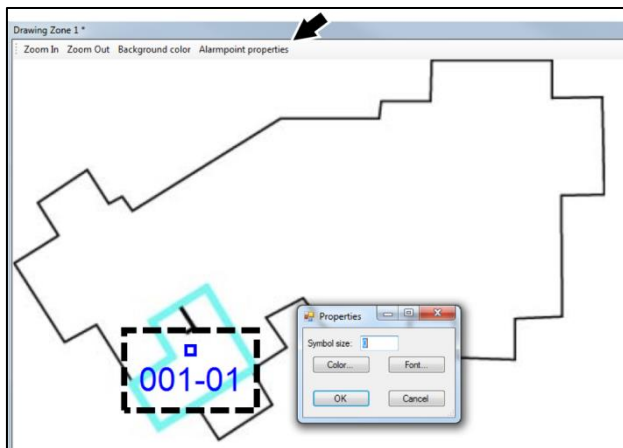 Drawing Zone 1 *
Zoom In Zoom Out Background color Alarmpoint properties
Properties
Symbol size:
Color... Font...
001-01
OK Cancel